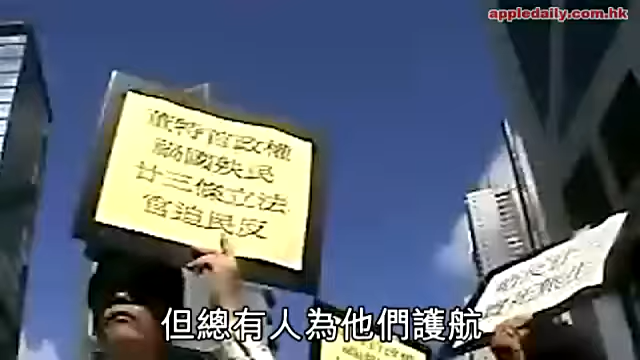 appledaily.com.hk
董特首政權
禍國殃民
廿三條立法
官迫民反
但總有人為他們護航